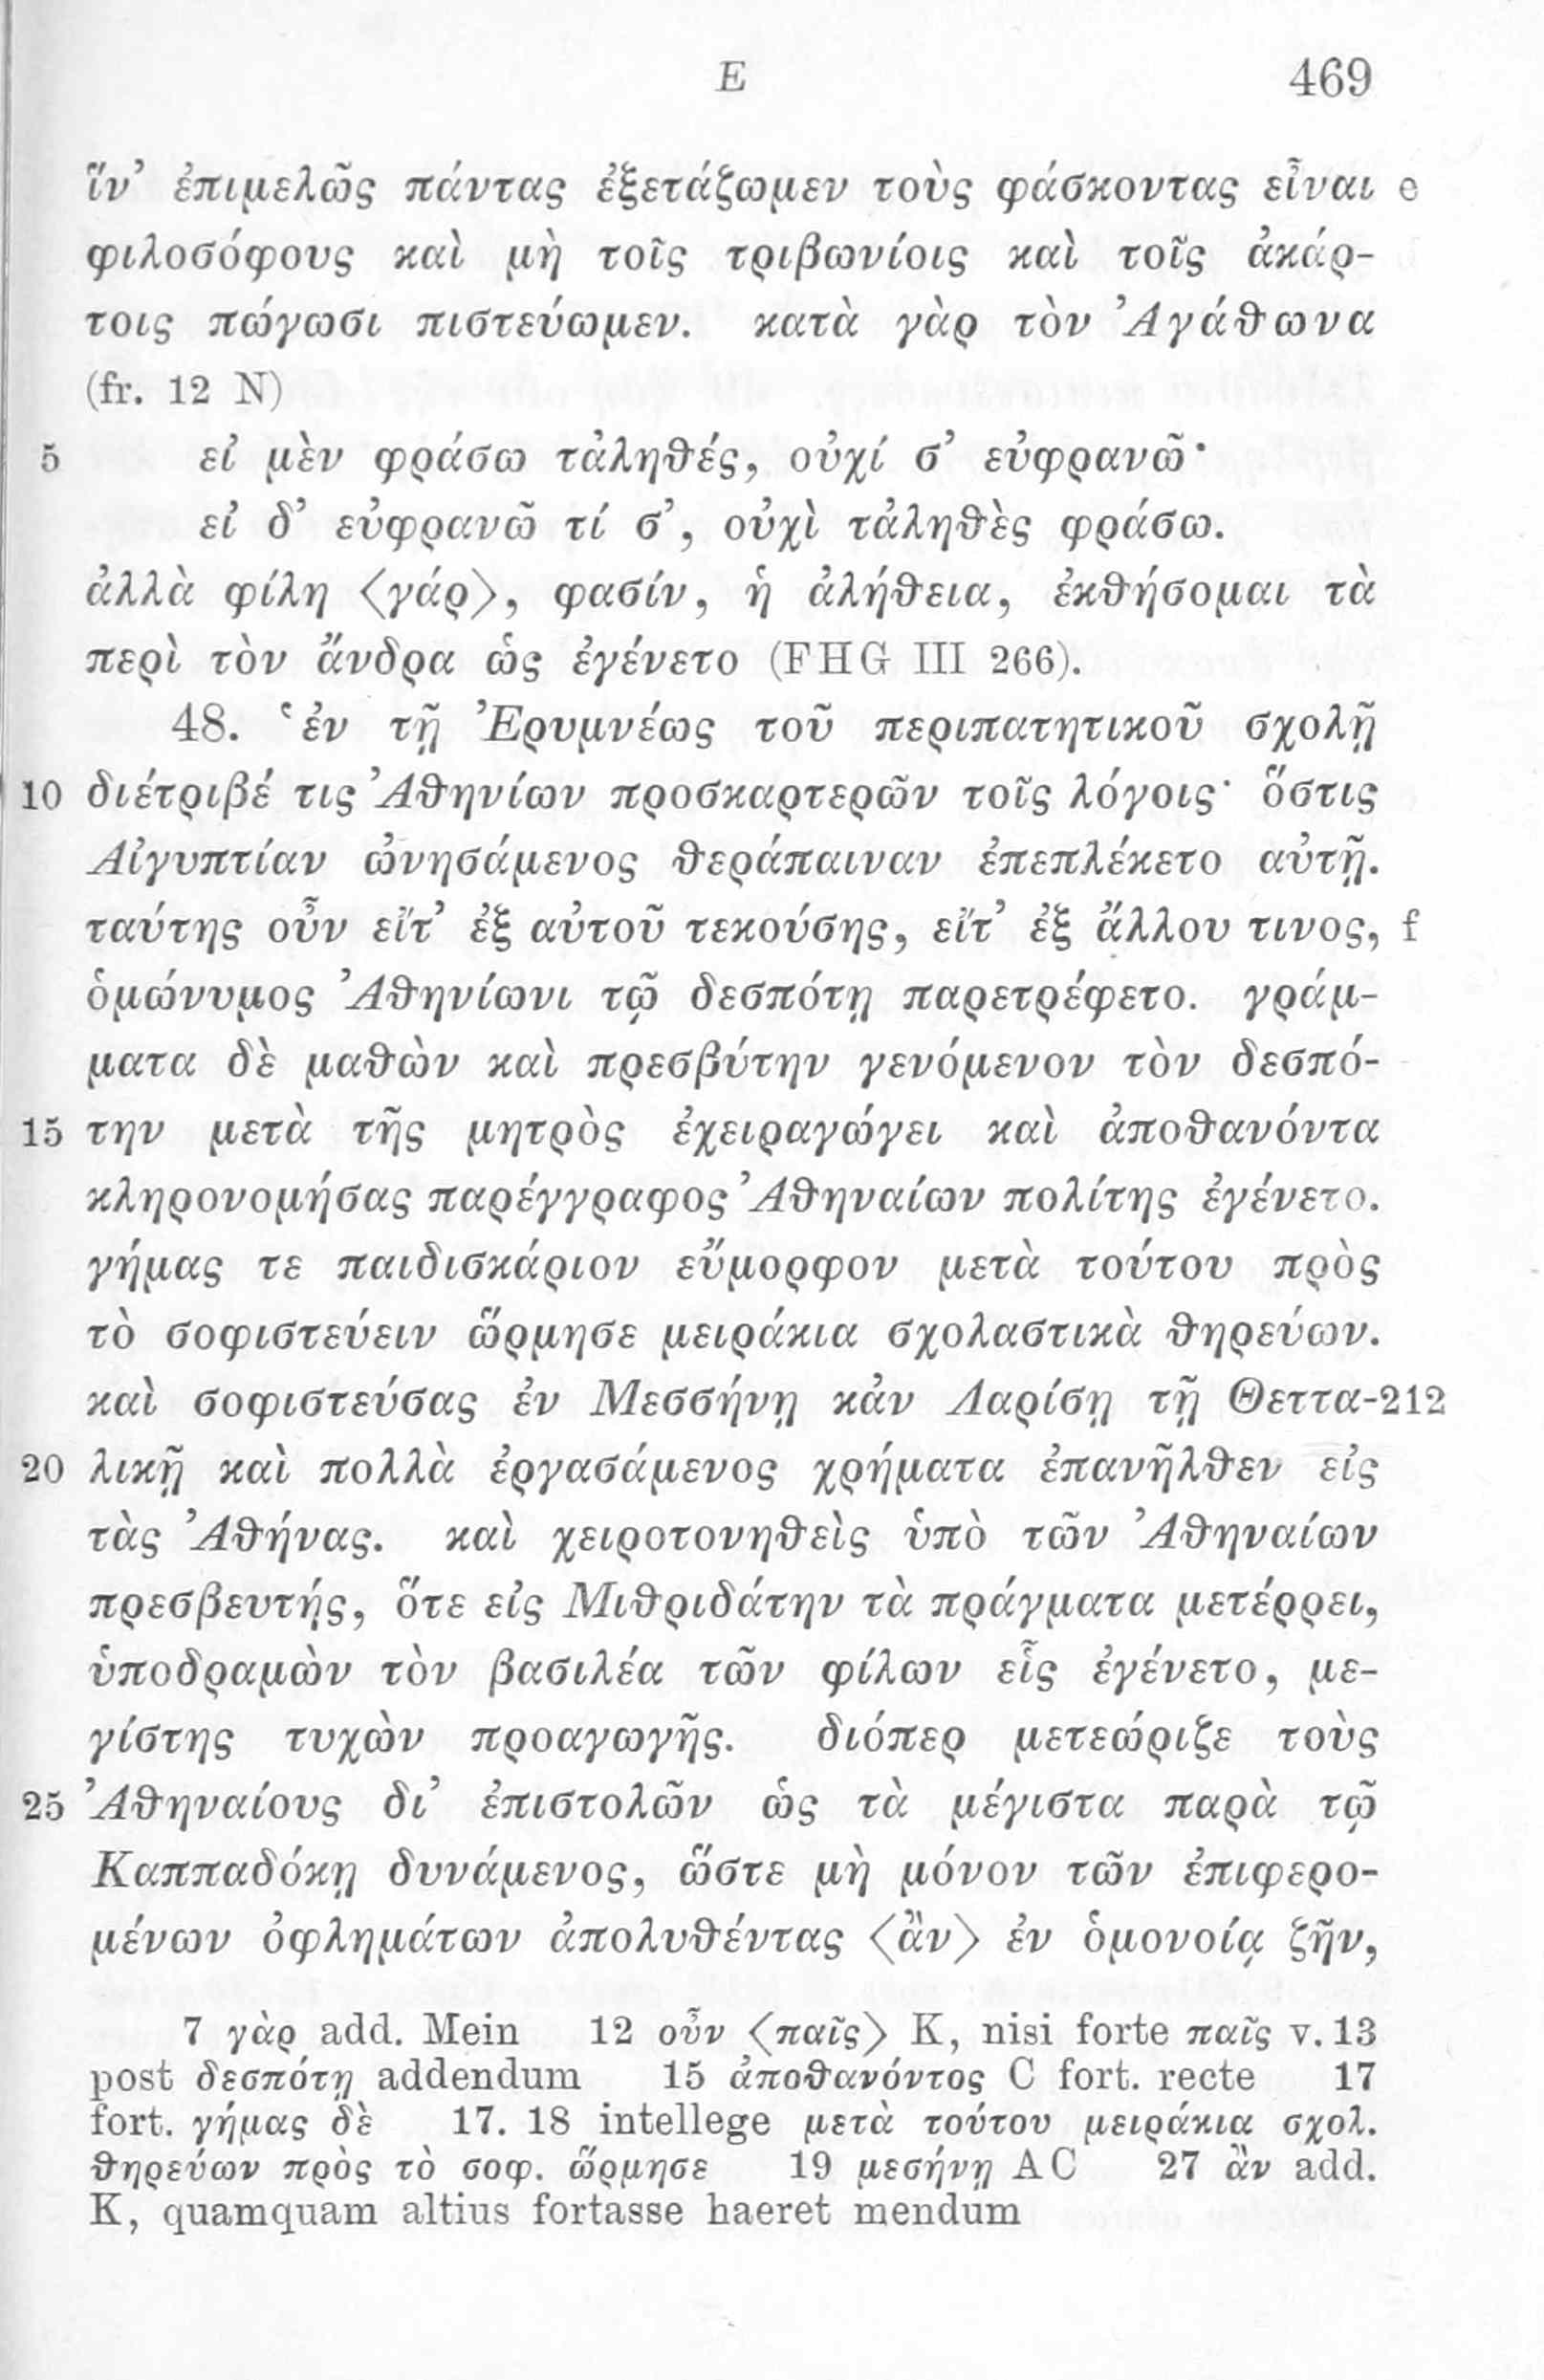 E 469
ἵν’ ἐπιμελῶς πάντας ἐξετάζωμεν τοὺς φάσκοντας εἶναι e
φιλοσόφους καὶ μὴ τοῖς τριβωνίοις καὶ τοῖς ἀκάρ-
τοις πώγωσι πιστεύωμεν. κατὰ γὰρ τὸν Ἀγάθωνα
(fr. 12 N)
5 εἰ μὲν φράσω τἀληθές, οὐχί σ’ εὐφρανῶ·
εἰ δ’ εὐφρανῶ τί σ’, οὐχὶ τἀληθὲς φράσω.
ἀλλὰ φίλη <γάρ>, φασίν, ἡ ἀλήθεια, ἐκθήσομαι τὰ
περὶ τὸν ἄνδρα ὡς ἐγένετο (FHG III 266).
48. ‘ἐν τῇ Ἐρυμνέως τοῦ περιπατητικοῦ σχολῇ
10 διέτριβέ τις Ἀθηνίων προσκαρτερῶν τοῖς λόγοις· ὅστις
Αἰγυπτίαν ὠνησάμενος θεράπαιναν ἐπεπλέκετο αὐτῇ.
ταύτης οὖν εἴτ’ ἐξ αὐτοῦ τεκούσης, εἴτ’ ἐξ ἄλλου τινος, f
ὁμώνυμος Ἀθηνίωνι τῷ δεσπότῃ παρετρέφετο. γράμ-
ματα δὲ μαθὼν καὶ πρεσβύτην γενόμενον τὸν δεσπό-
15 την μετὰ τῆς μητρὸς ἐχειραγώγει καὶ ἀποθανόντα
κληρονομήσας παρέγγραφος Ἀθηναίων πολίτης ἐγένετο.
γήμας τε παιδισκάριον εὔμορφον μετὰ τούτου πρὸς
τὸ σοφιστεύειν ὥρμησε μειράκια σχολαστικὰ θηρεύων.
καὶ σοφιστεύσας ἐν Μεσσήνῃ κἀν Λαρίσῃ τῇ Θεττα-212
20 λικῇ καὶ πολλὰ ἐργασάμενος χρήματα ἐπανῆλθεν εἰς
τὰς Ἀθήνας. καὶ χειροτονηθεὶς ὑπὸ τῶν Ἀθηναίων
πρεσβευτής, ὅτε εἰς Μιθριδάτην τὰ πράγματα μετέρρει,
ὑποδραμὼν τὸν βασιλέα τῶν φίλων εἷς ἐγένετο, με-
γίστης τυχὼν προαγωγῆς. διόπερ μετεώριζε τοὺς
25 Ἀθηναίους δι’ ἐπιστολῶν ὡς τὰ μέγιστα παρὰ τῷ
Καππαδόκῃ δυνάμενος, ὥστε μὴ μόνον τῶν ἐπιφερο-
μένων ὀφλημάτων ἀπολυθέντας <ἂν> ἐν ὁμονοίᾳ ζῆν,
7 γὰρ add. Mein 12 οὖν <παῖς> K, nisi forte παῖς v. 13
post δεσπότῃ addendum 15 ἀποθανόντος C fort. recte 17
fort. γήμας δὲ 17. 18 intellege μετὰ τούτου μειράκια σχολ.
θηρεύων πρὸς τὸ σοφ. ὥρμησε 19 μεσήνῃ AC 27 ἂν add.
K, quamquam altius fortasse haeret mendum